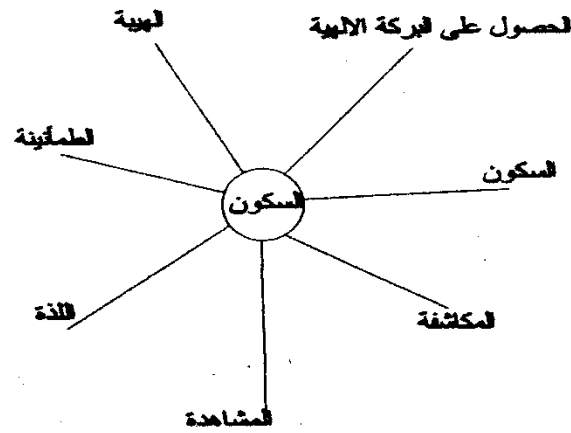 الحصول على البركة الالهية
الهيبة
الطمأنينة
السكون
السكون
اللذة
المكاشفة
المشاهدة